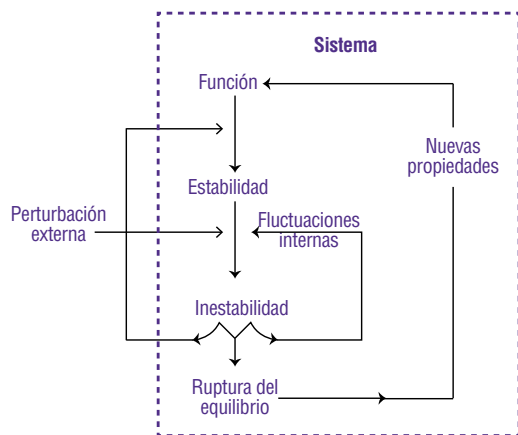 Sistema
Función
Nuevas
propiedades
Estabilidad
Perturbación
externa
Fluctuaciones
internas
Inestabilidad
Ruptura del
equilibrio